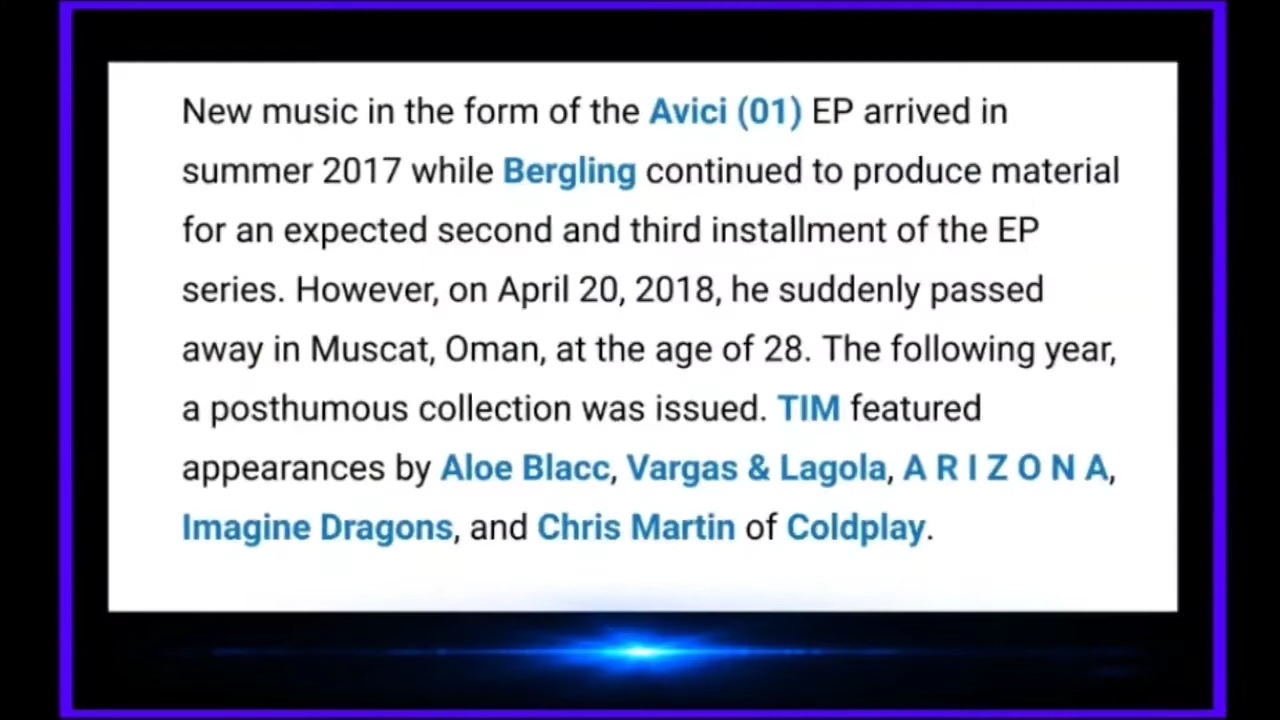 New music in the form of the Avici (01) EP arrived in
summer 2017 while Bergling continued to produce material
for an expected second and third installment of the EP
series. However, on April 20, 2018, he suddenly passed
away in Muscat, Oman, at the age of 28. The following year,
a posthumous collection was issued. TIM featured
appearances by Aloe Blacc, Vargas & Lagola, A R I Z O N A,
Imagine Dragons, and Chris Martin of Coldplay.